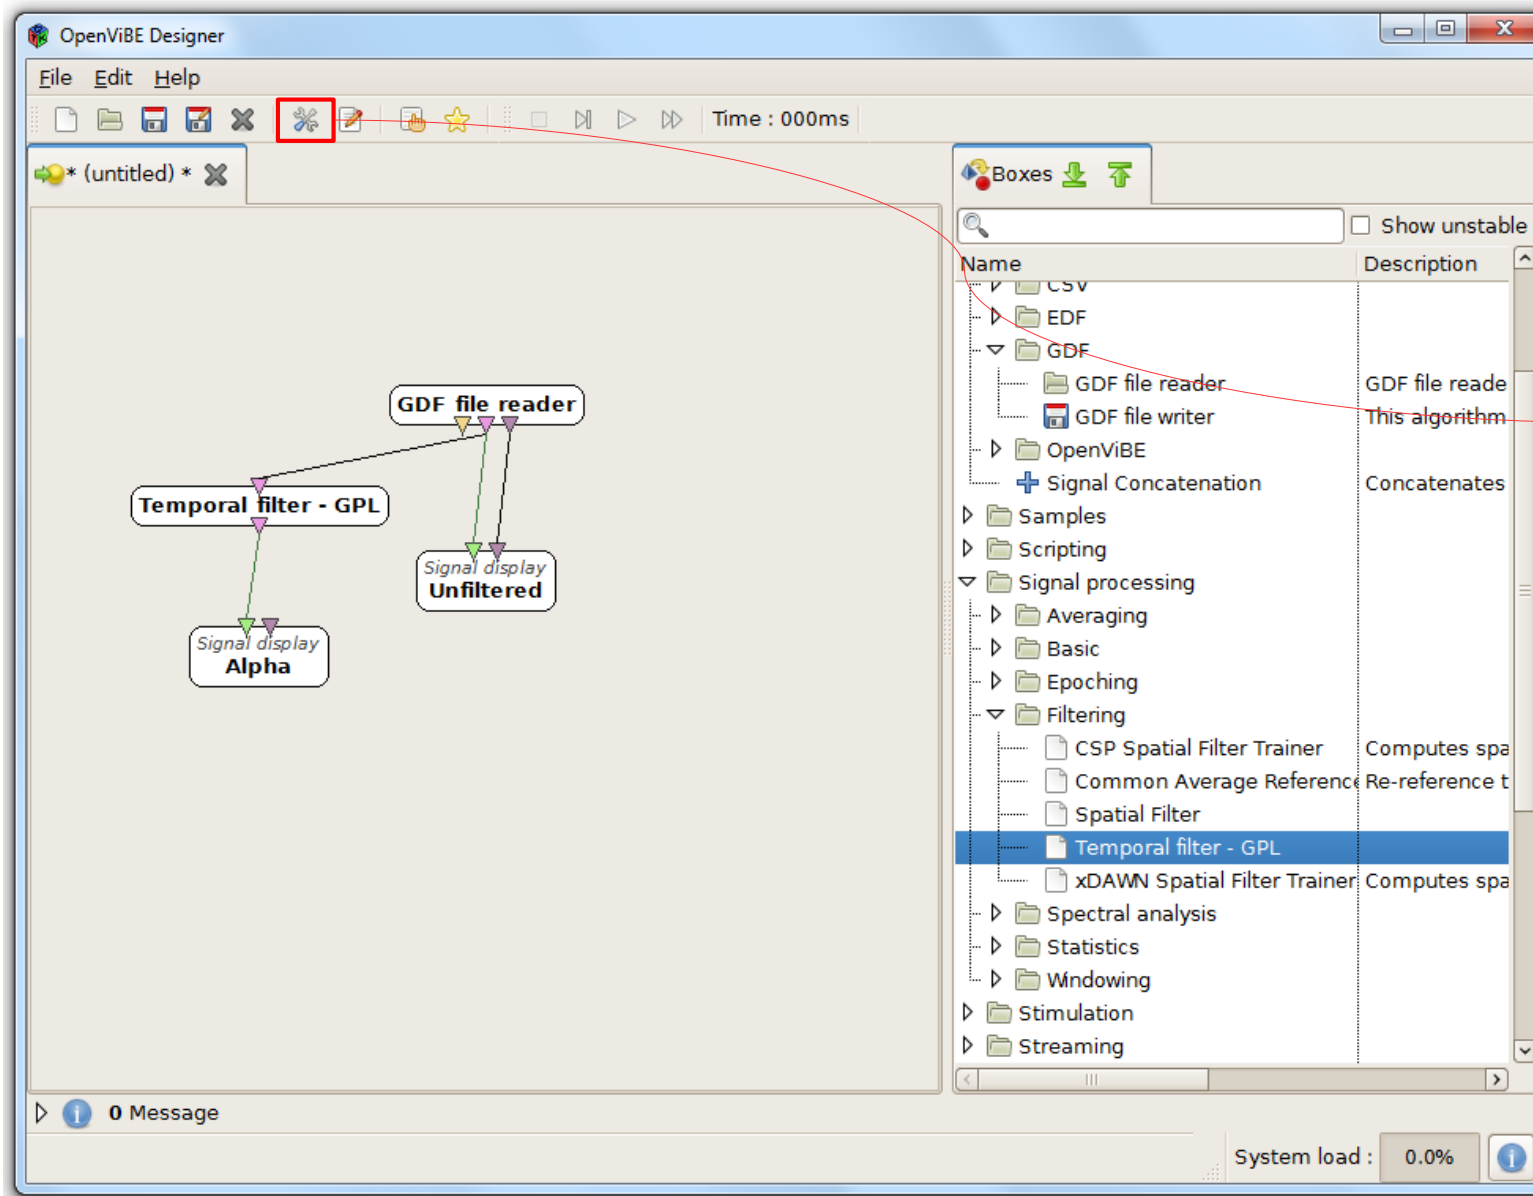 OpenViBE Designer
File Edit Help
Time : 000ms
* (untitled) *
Boxes
Show unstable
Name Description
CSV
EDF
GDF
GDF file reader GDF file reade
GDF file writer This algorithm
OpenViBE
Signal Concatenation Concatenates
Samples
Scripting
Signal processing
Averaging
Basic
Epoching
Filtering
CSP Spatial Filter Trainer Computes spa
Common Average Reference Re-reference t
Spatial Filter
Temporal filter - GPL
xDAWN Spatial Filter Trainer Computes spa
Spectral analysis
Statistics
Windowing
Stimulation
Streaming
GDF file reader
Temporal filter - GPL
Signal display
Unfiltered
Signal display
Alpha
0 Message
System load : 0.0%